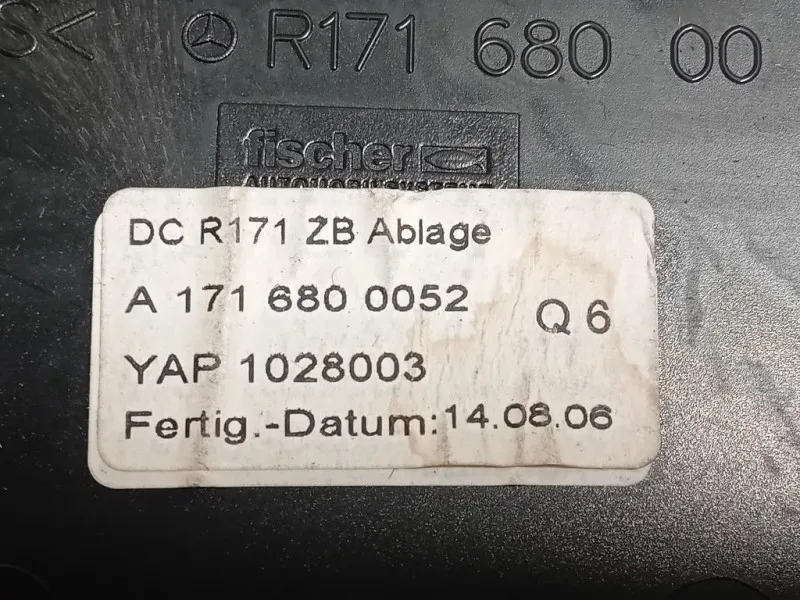 S< R171 680 00
fischer
AUTOMOBILSYSTEME
DC R171 ZB Ablage
A 171 680 0052
Q 6
YAP 1028003
Fertig.-Datum:14.08.06